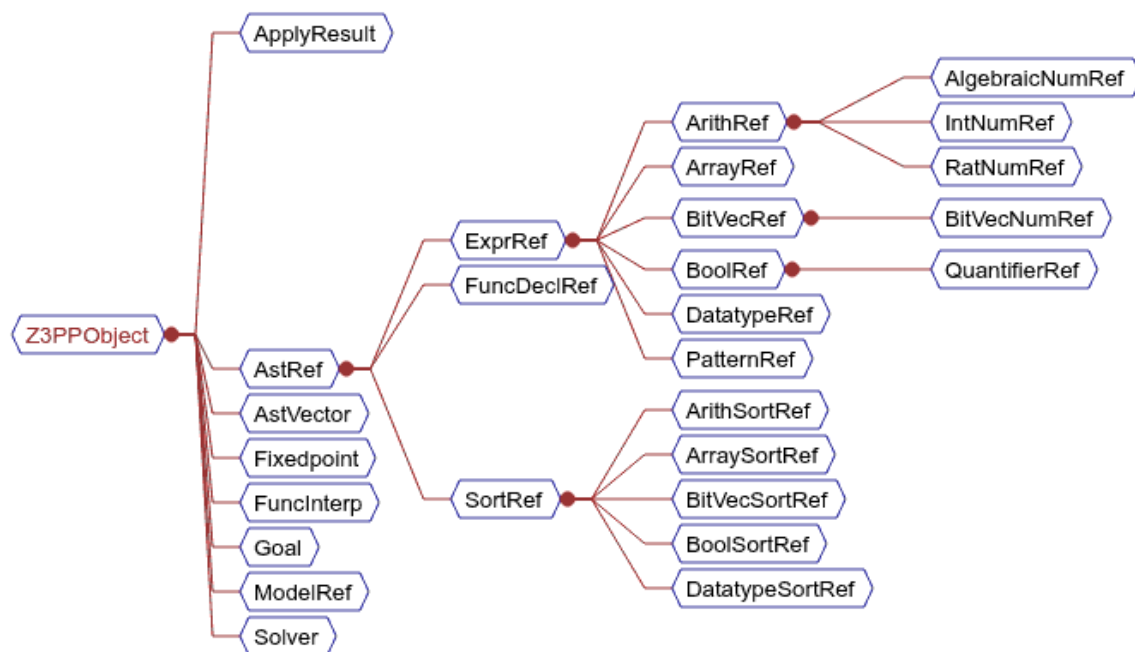 Z3PPObject
ApplyResult
AstRef
AstVector
Fixedpoint
FuncInterp
Goal
ModelRef
Solver
ExprRef
FuncDeclRef
SortRef
ArithRef
ArrayRef
BitVecRef
BoolRef
DatatypeRef
PatternRef
ArithSortRef
ArraySortRef
BitVecSortRef
BoolSortRef
DatatypeSortRef
AlgebraicNumRef
IntNumRef
RatNumRef
BitVecNumRef
QuantifierRef